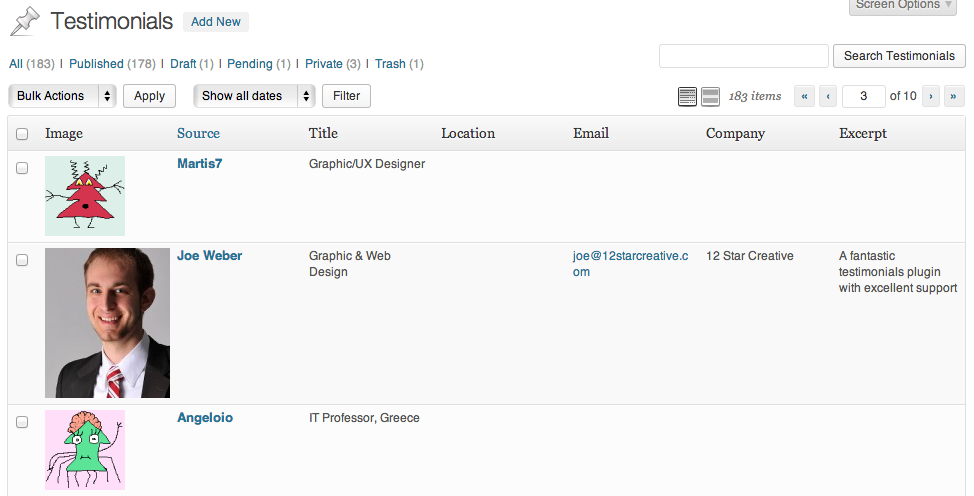 Screen Options
Testimonials Add New
All (183) | Published (178) | Draft (1) | Pending (1) | Private (3) | Trash (1)
Search Testimonials
Bulk Actions Apply Show all dates Filter 183 items « ‹ 3 of 10 › »
Image Source Title Location Email Company Excerpt
Martis7 Graphic/UX Designer
Joe Weber Graphic & Web joe@12starcreative.c 12 Star Creative A fantastic
Design om testimonials plugin
with excellent support
Angeloio IT Professor, Greece